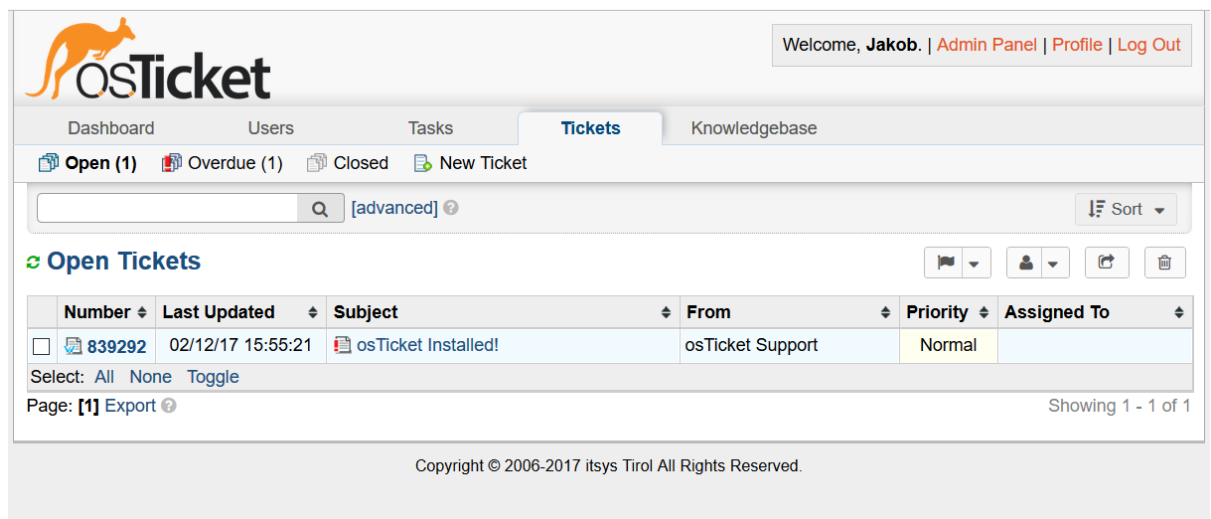 osTicket
Welcome, Jakob. | Admin Panel | Profile | Log Out
Dashboard Users Tasks Tickets Knowledgebase
Open (1) Overdue (1) Closed New Ticket
[advanced] Sort
Open Tickets
Number Last Updated Subject From Priority Assigned To
839292 02/12/17 15:55:21 osTicket Installed! osTicket Support Normal
Select: All None Toggle
Page: [1] Export Showing 1 - 1 of 1
Copyright © 2006-2017 itsys Tirol All Rights Reserved.